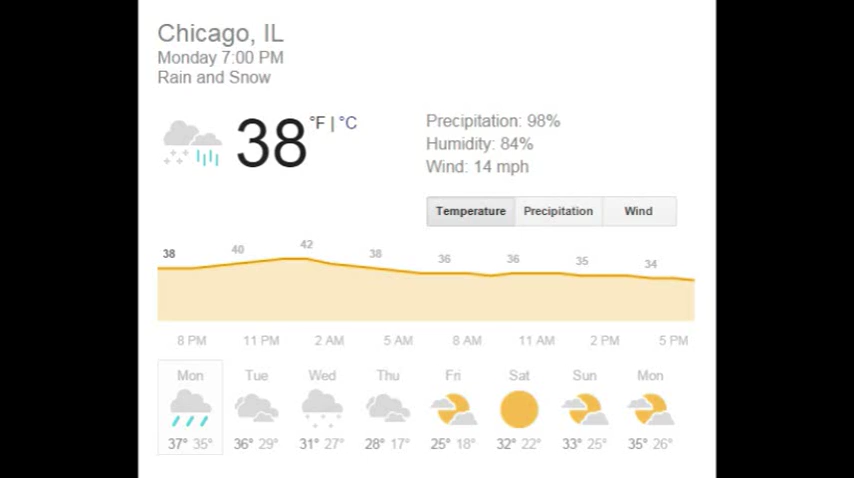 Chicago, IL
Monday 7:00 PM
Rain and Snow
38 °F | °C
Precipitation: 98%
Humidity: 84%
Wind: 14 mph
Temperature Precipitation Wind
38 40 42 38 36 36 35 34
8 PM 11 PM 2 AM 5 AM 8 AM 11 AM 2 PM 5 PM
Mon Tue Wed Thu Fri Sat Sun Mon
37° 35° 36° 29° 31° 27° 28° 17° 25° 18° 32° 22° 33° 25° 35° 26°